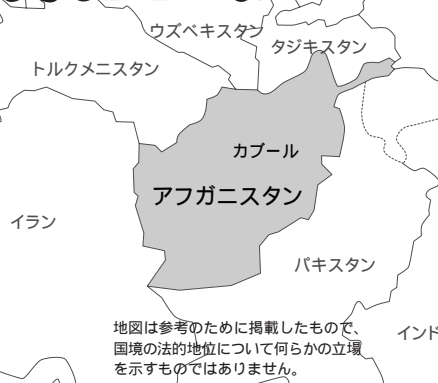 ウズベキスタン
タジキスタン
トルクメニスタン
カブール
アフガニスタン
イラン
パキスタン
インド
地図は参考のために掲載したもので、
国境の法的地位について何らかの立場
を示すものではありません。